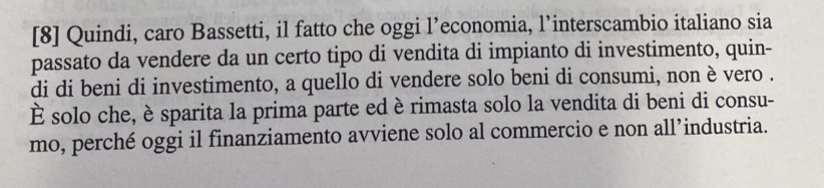 [8] Quindi, caro Bassetti, il fatto che oggi l'economia, l'interscambio italiano sia
passato da vendere da un certo tipo di vendita di impianto di investimento, quin-
di di beni di investimento, a quello di vendere solo beni di consumi, non è vero .
È solo che, è sparita la prima parte ed è rimasta solo la vendita di beni di consu-
mo, perché oggi il finanziamento avviene solo al commercio e non all'industria.